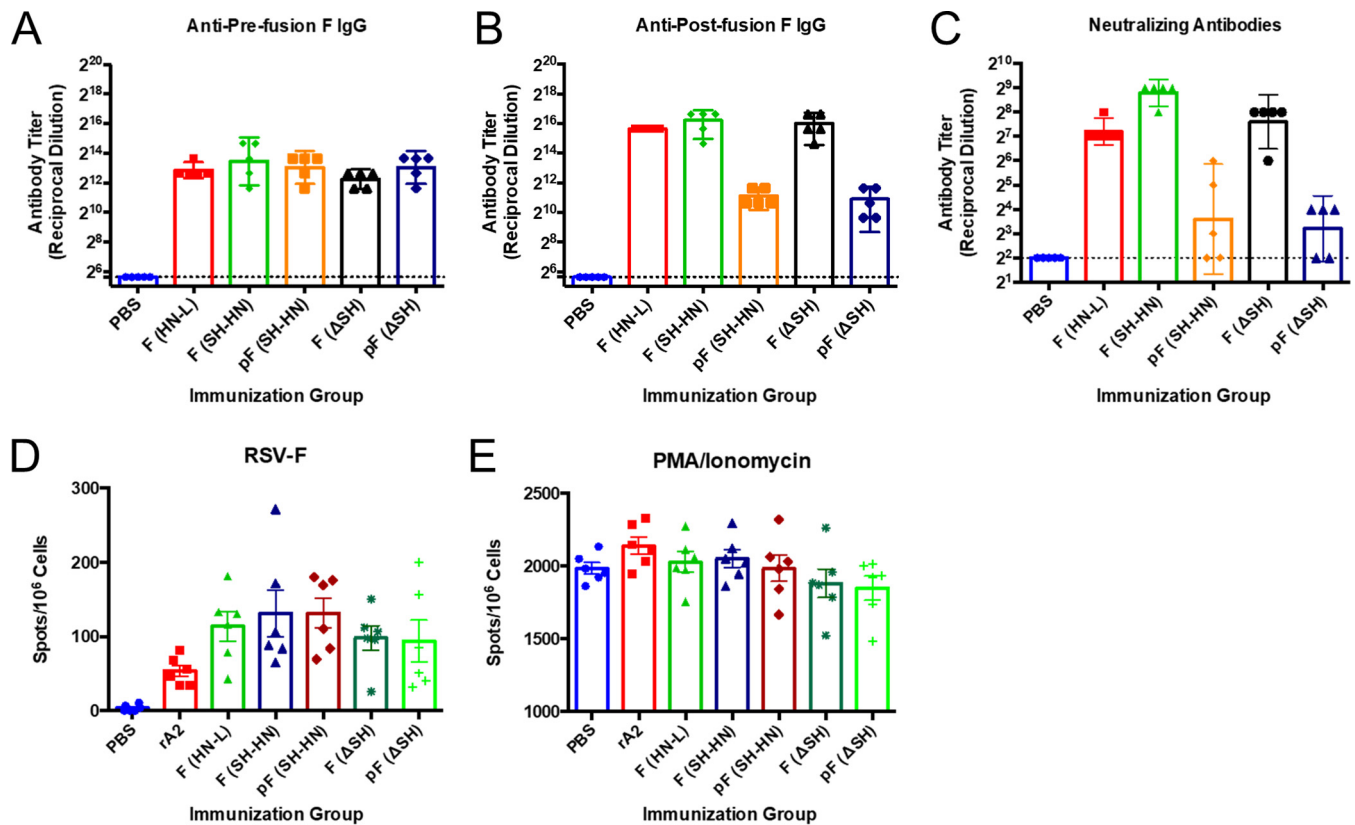 A
Anti-Pre-fusion F IgG
Antibody Titer
(Reciprocal Dilution)
2^20
2^18
2^16
2^14
2^12
2^10
2^8
2^6
PBS
F (HN-L)
F (SH-HN)
pF (SH-HN)
F (ΔSH)
pF (ΔSH)
Immunization Group
B
Anti-Post-fusion F IgG
Antibody Titer
(Reciprocal Dilution)
2^20
2^18
2^16
2^14
2^12
2^10
2^8
2^6
PBS
F (HN-L)
F (SH-HN)
pF (SH-HN)
F (ΔSH)
pF (ΔSH)
Immunization Group
C
Neutralizing Antibodies
Antibody Titer
(Reciprocal Dilution)
2^10
2^9
2^8
2^7
2^6
2^5
2^4
2^3
2^2
2^1
PBS
F (HN-L)
F (SH-HN)
pF (SH-HN)
F (ΔSH)
pF (ΔSH)
Immunization Group
D
RSV-F
Spots/10^6 Cells
300
200
100
0
PBS
rA2
F (HN-L)
F (SH-HN)
pF (SH-HN)
F (ΔSH)
pF (ΔSH)
Immunization Group
E
PMA/Ionomycin
Spots/10^6 Cells
2500
2000
1500
1000
PBS
rA2
F (HN-L)
F (SH-HN)
pF (SH-HN)
F (ΔSH)
pF (ΔSH)
Immunization Group